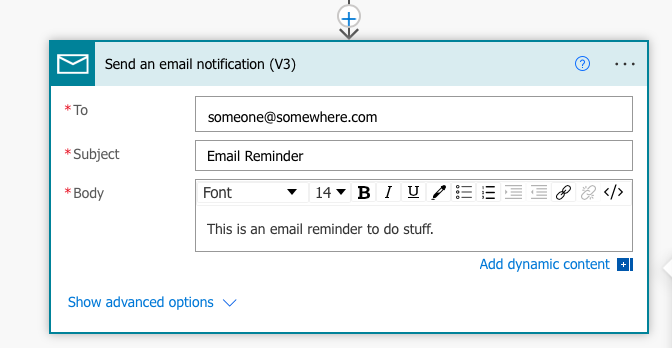 Send an email notification (V3)
* To
someone@somewhere.com
* Subject
Email Reminder
* Body
Font 14 B I U </>
This is an email reminder to do stuff.
Add dynamic content
Show advanced options